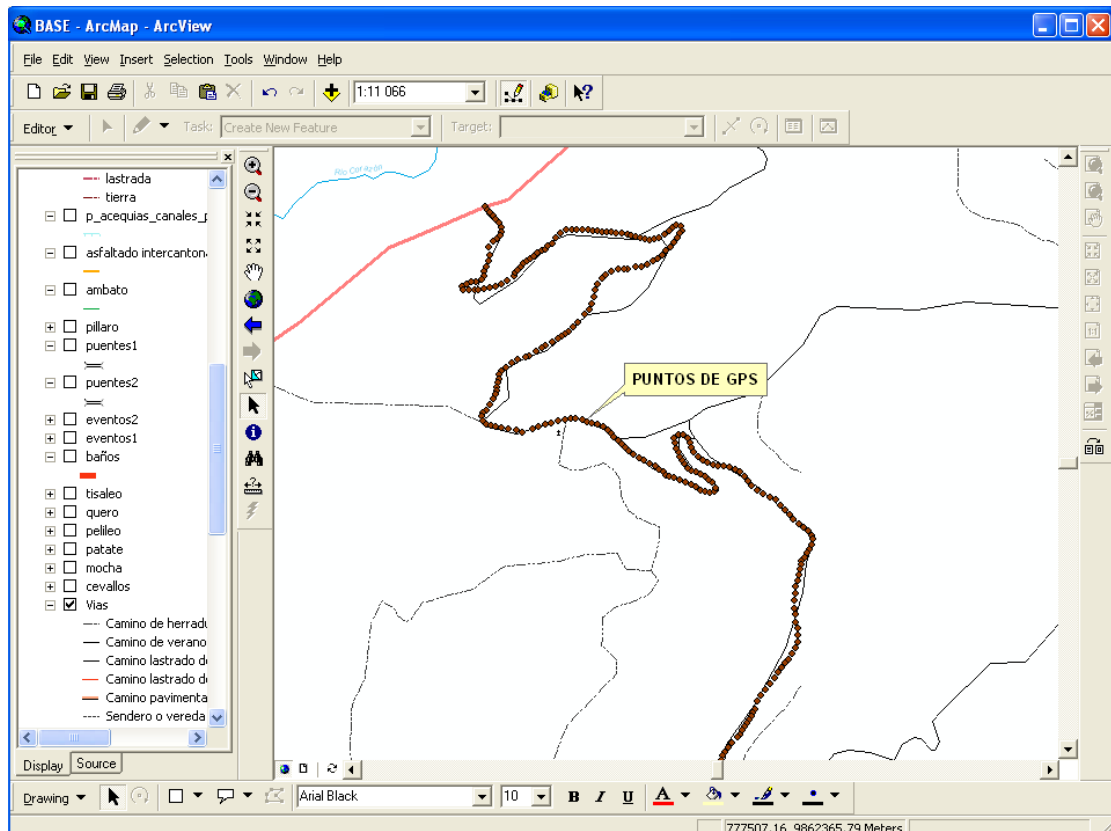 BASE - ArcMap - ArcView
File Edit View Insert Selection Tools Window Help
1:11 066
Editor Task: Create New Feature Target:
lastrada
tierra
p_acequias_canales_p
asfaltado intercanton
ambato
pillaro
puentes1
puentes2
eventos2
eventos1
baños
tisaleo
quero
pelileo
patate
mocha
cevallos
Vias
Camino de herradu
Camino de verano
Camino lastrado d
Camino lastrado d
Camino pavimenta
Sendero o vereda
Display Source
PUNTOS DE GPS
1:1
Drawing Arial Black 10 B I U A
777507.16 9862365.79 Meters